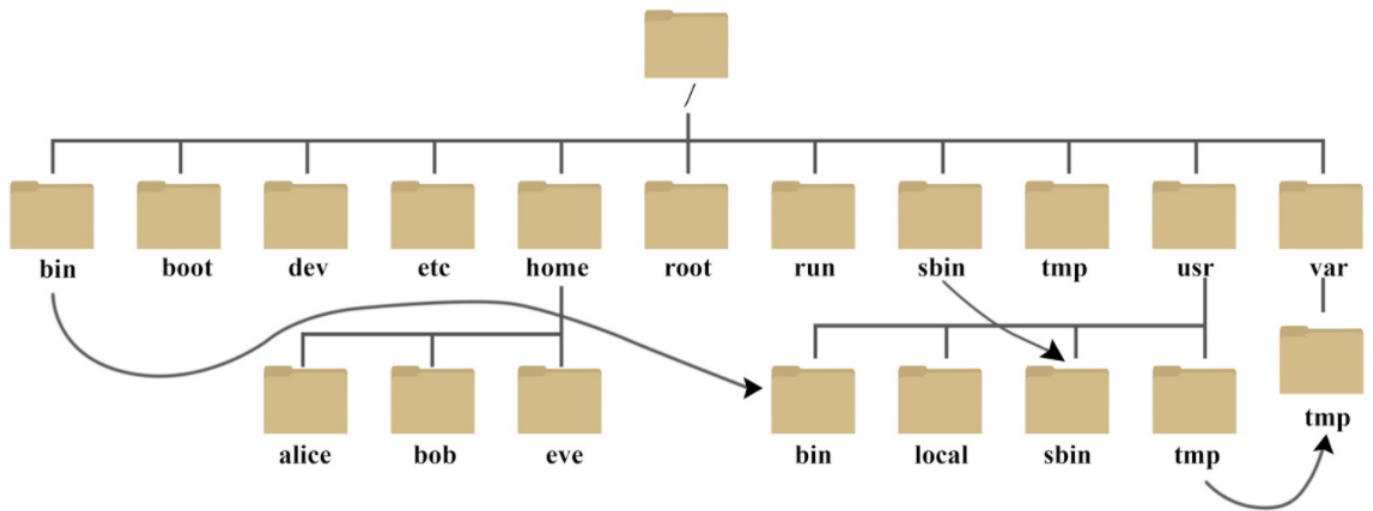 /
bin boot dev etc home root run sbin tmp usr var
tmp
alice bob eve bin local sbin tmp